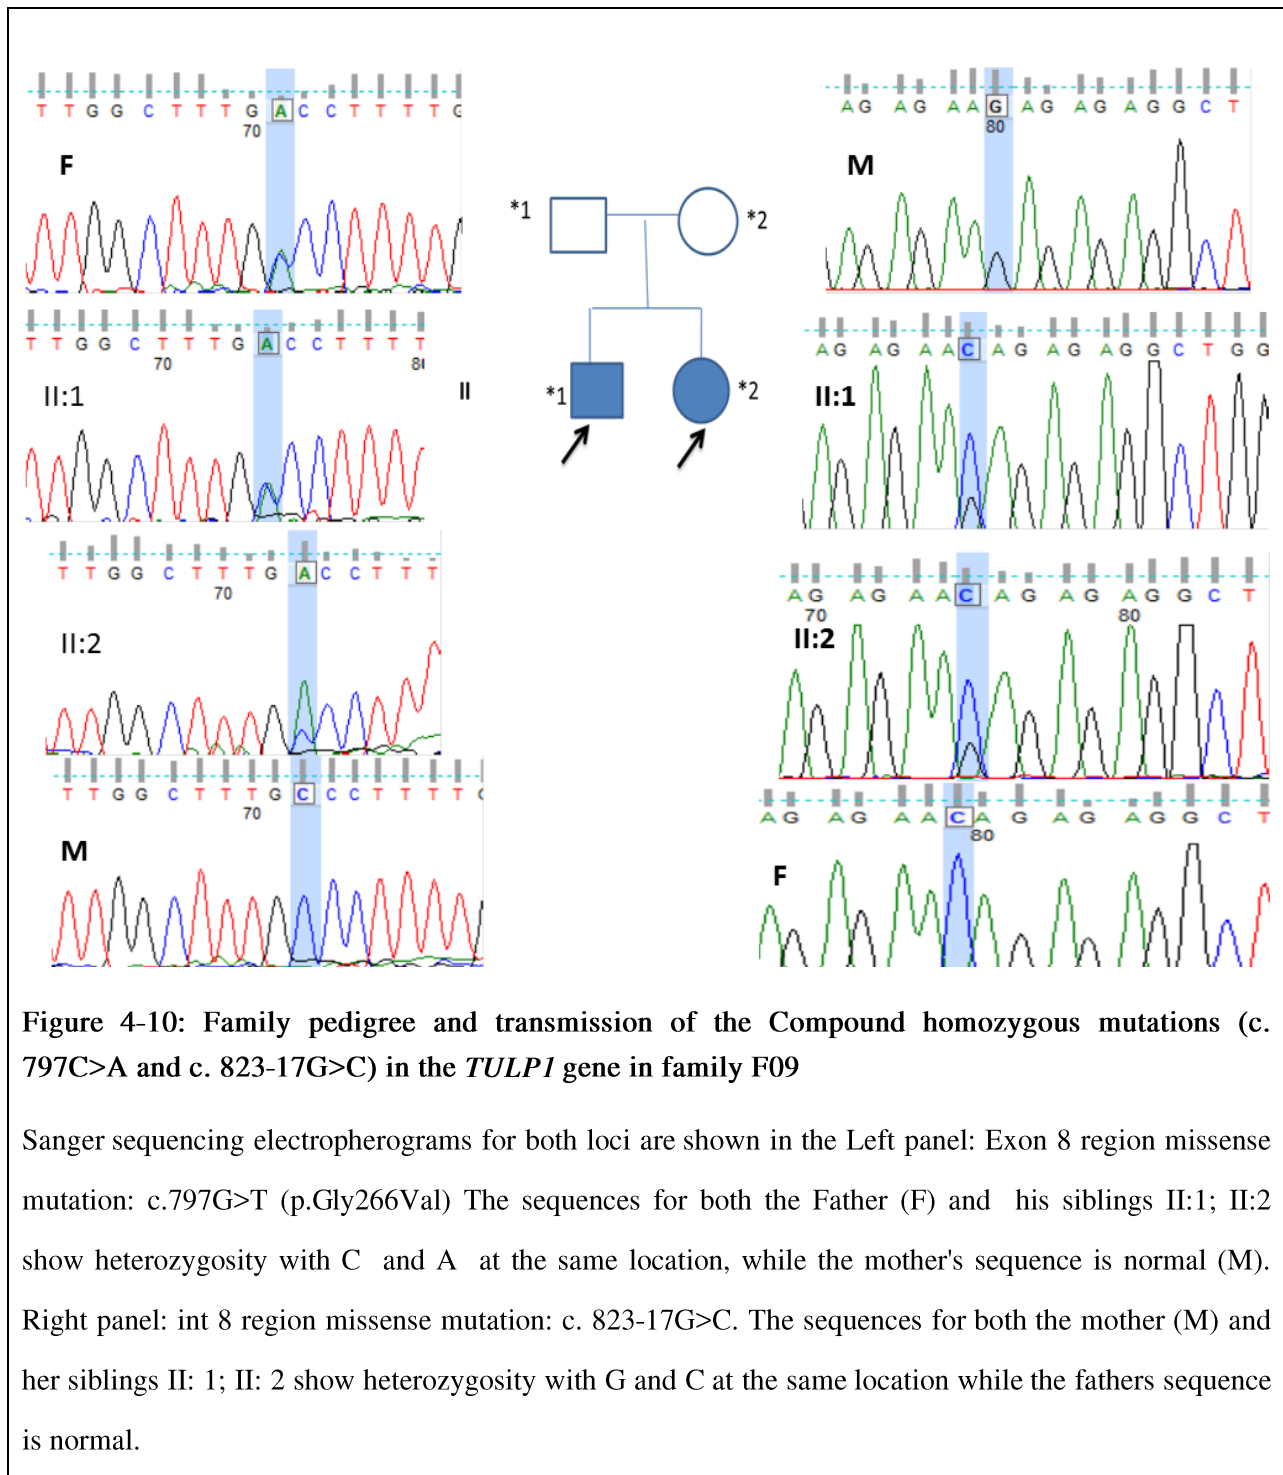 T T G G C T T T G A C C T T T T G
70
F
T T G G C T T T G A C C T T T T
70 8
II:1
T T G G C T T T G A C C T T T
70
II:2
T T G G C T T T G C C C T T T T
70
M
*1 *2
II *1 *2
A G A G A A G A G A G A G G C T
80
M
A G A G A A C A G A G A G G C T G G
II:1
A G A G A A C A G A G A G G C T
70 80
II:2
A G A G A A C A G A G A G G C T
80
F
Figure 4-10: Family pedigree and transmission of the Compound homozygous mutations (c.
797C>A and c. 823-17G>C) in the TULP1 gene in family F09
Sanger sequencing electropherograms for both loci are shown in the Left panel: Exon 8 region missense
mutation: c.797G>T (p.Gly266Val) The sequences for both the Father (F) and his siblings II:1; II:2
show heterozygosity with C and A at the same location, while the mother's sequence is normal (M).
Right panel: int 8 region missense mutation: c. 823-17G>C. The sequences for both the mother (M) and
her siblings II: 1; II: 2 show heterozygosity with G and C at the same location while the fathers sequence
is normal.